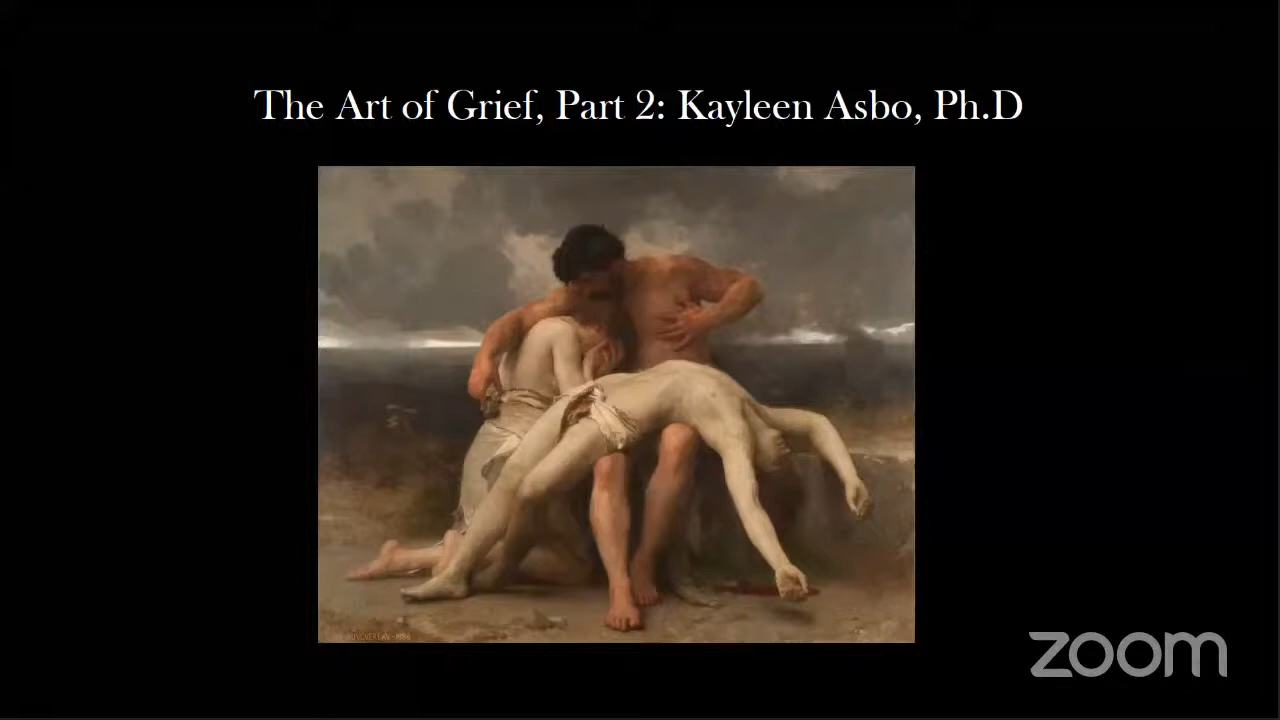 The Art of Grief, Part 2: Kayleen Asbo, Ph.D
zoom